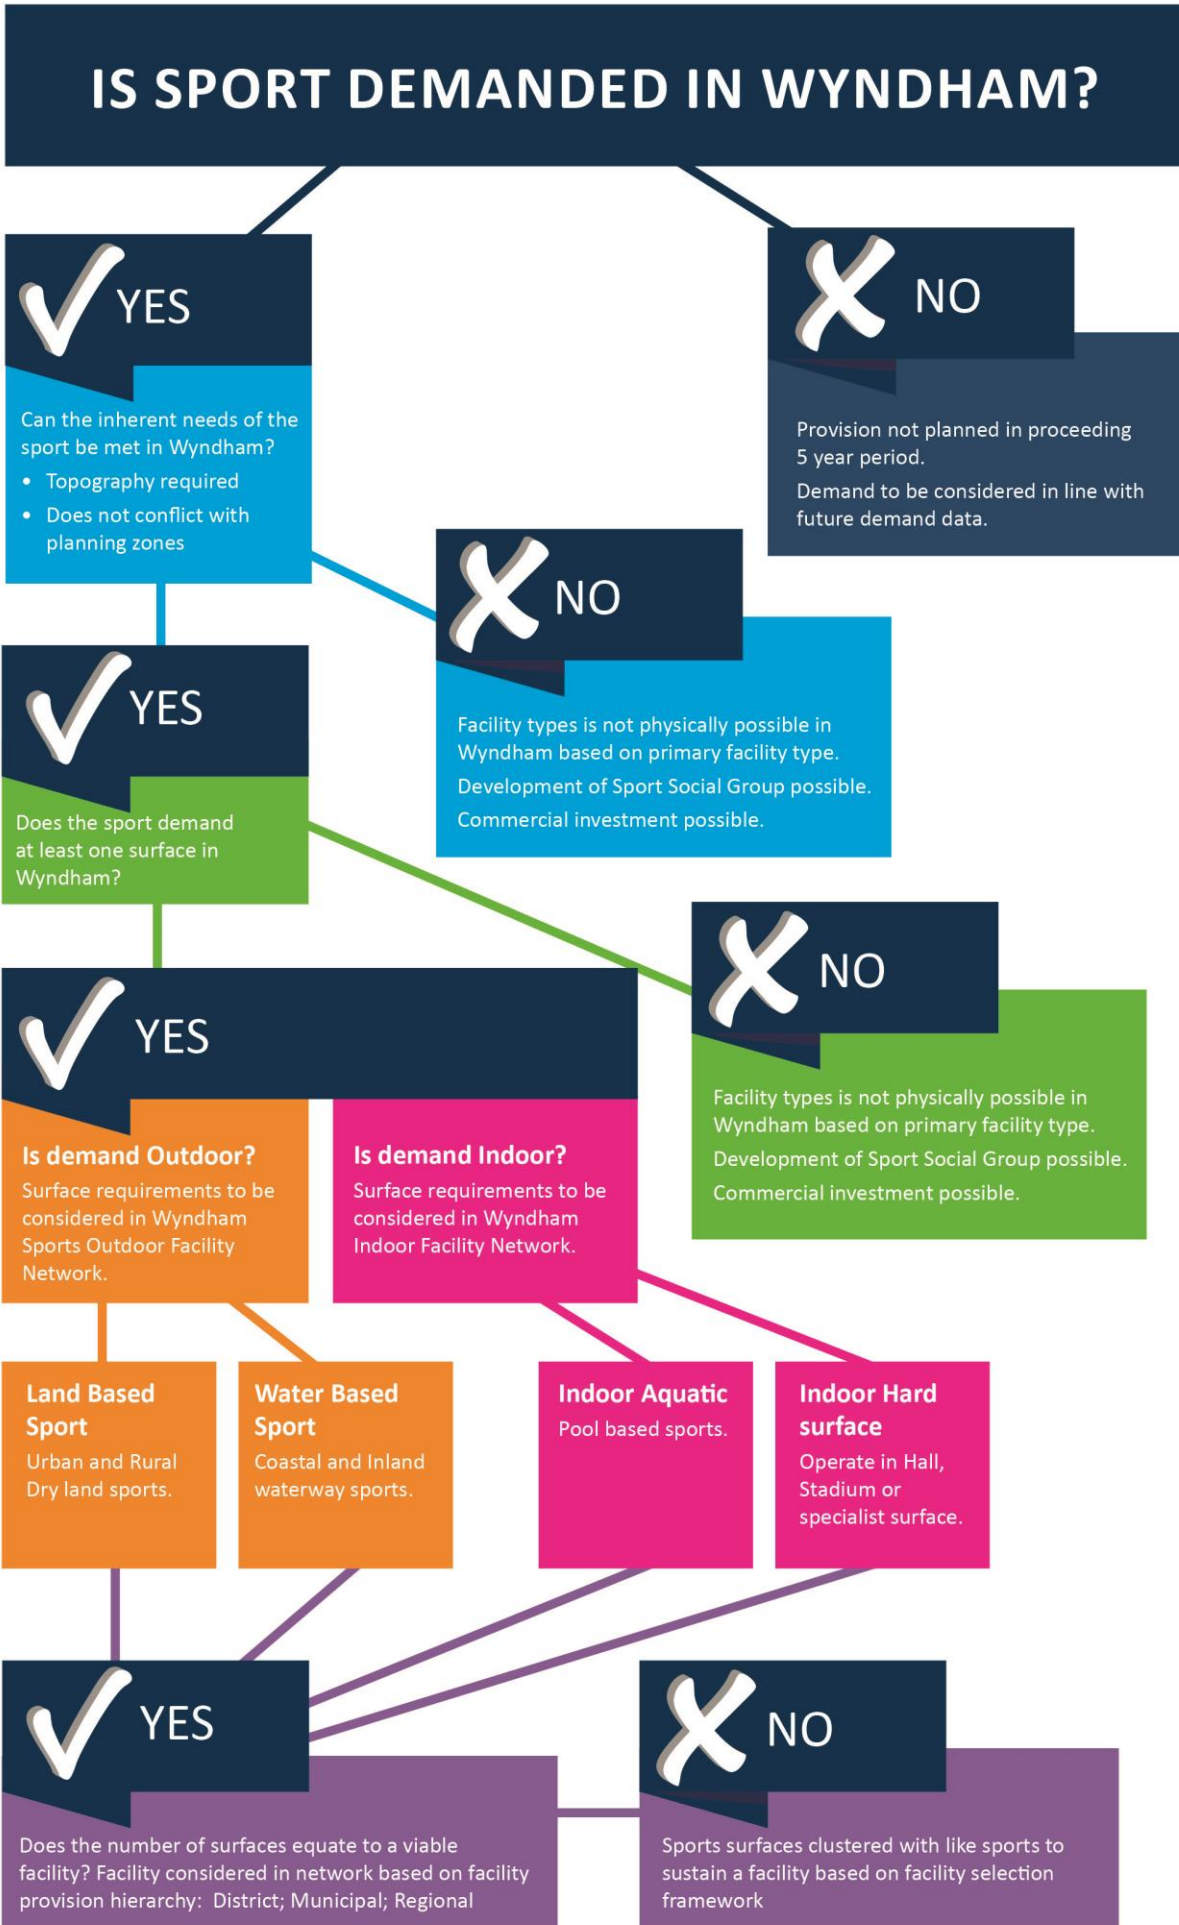 IS SPORT DEMANDED IN WYNDHAM?
YES
Can the inherent needs of the
sport be met in Wyndham?
• Topography required
• Does not conflict with
planning zones
NO
Provision not planned in proceeding
5 year period.
Demand to be considered in line with
future demand data.
NO
Facility types is not physically possible in
Wyndham based on primary facility type.
Development of Sport Social Group possible.
Commercial investment possible.
YES
Does the sport demand
at least one surface in
Wyndham?
NO
Facility types is not physically possible in
Wyndham based on primary facility type.
Development of Sport Social Group possible.
Commercial investment possible.
YES
Is demand Outdoor?
Surface requirements to be
considered in Wyndham
Sports Outdoor Facility
Network.
Is demand Indoor?
Surface requirements to be
considered in Wyndham
Indoor Facility Network.
Land Based
Sport
Urban and Rural
Dry land sports.
Water Based
Sport
Coastal and Inland
waterway sports.
Indoor Aquatic
Pool based sports.
Indoor Hard
surface
Operate in Hall,
Stadium or
specialist surface.
YES
Does the number of surfaces equate to a viable
facility? Facility considered in network based on facility
provision hierarchy: District; Municipal; Regional
NO
Sports surfaces clustered with like sports to
sustain a facility based on facility selection
framework